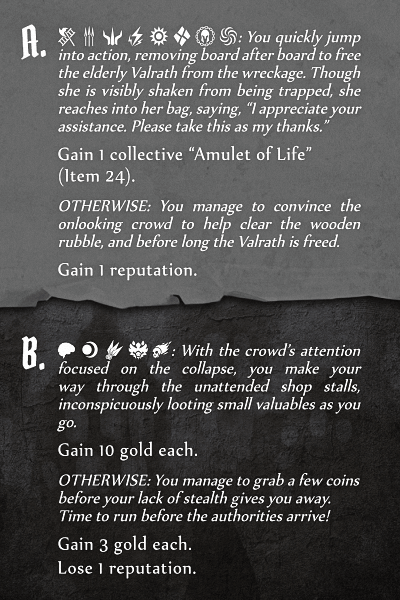 A. : You quickly jump
into action, removing board after board to free
the elderly Valrath from the wreckage. Though
she is visibly shaken from being trapped, she
reaches into her bag, saying, “I appreciate your
assistance. Please take this as my thanks.”
Gain 1 collective “Amulet of Life”
(Item 24).
OTHERWISE: You manage to convince the
onlooking crowd to help clear the wooden
rubble, and before long the Valrath is freed.
Gain 1 reputation.
B. : With the crowd’s attention
focused on the collapse, you make your
way through the unattended shop stalls,
inconspicuously looting small valuables as you
go.
Gain 10 gold each.
OTHERWISE: You manage to grab a few coins
before your lack of stealth gives you away.
Time to run before the authorities arrive!
Gain 3 gold each.
Lose 1 reputation.